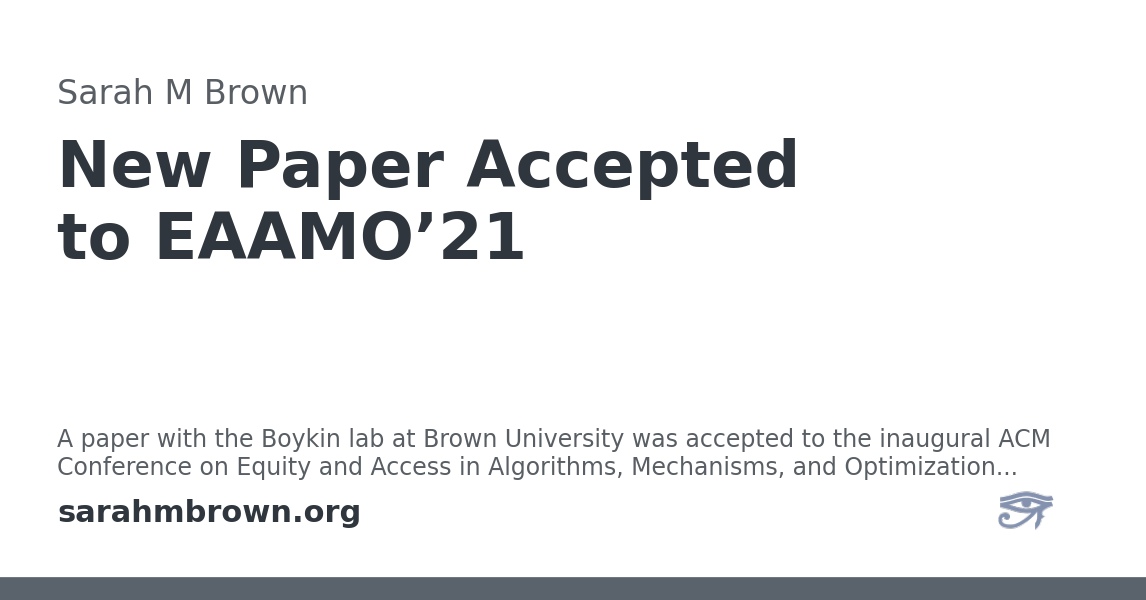 Sarah M Brown
New Paper Accepted
to EAAMO’21
A paper with the Boykin lab at Brown University was accepted to the inaugural ACM
Conference on Equity and Access in Algorithms, Mechanisms, and Optimization...
sarahmbrown.org